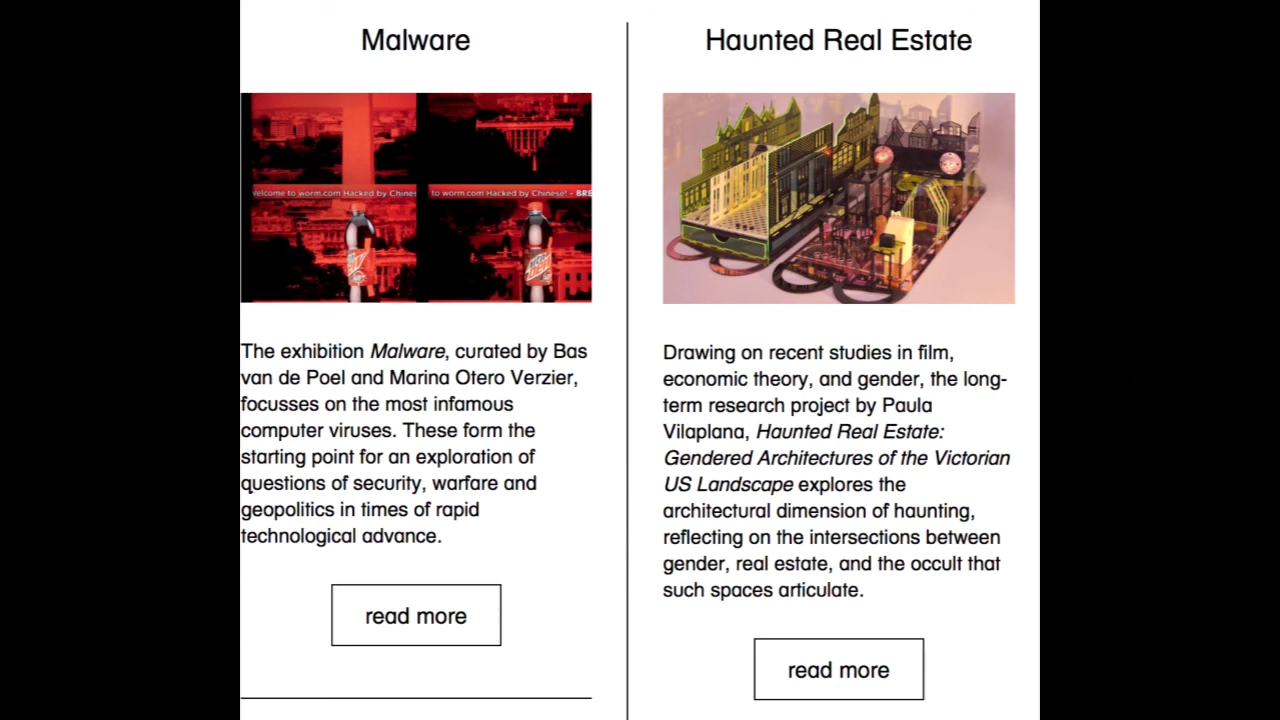 Malware
Welcome to worm.com Hacked by Chines
to worm.com Hacked by Chinese! - BRE
The exhibition Malware, curated by Bas
van de Poel and Marina Otero Verzier,
focusses on the most infamous
computer viruses. These form the
starting point for an exploration of
questions of security, warfare and
geopolitics in times of rapid
technological advance.
read more
Haunted Real Estate
Drawing on recent studies in film,
economic theory, and gender, the long-
term research project by Paula
Vilaplana, Haunted Real Estate:
Gendered Architectures of the Victorian
US Landscape explores the
architectural dimension of haunting,
reflecting on the intersections between
gender, real estate, and the occult that
such spaces articulate.
read more